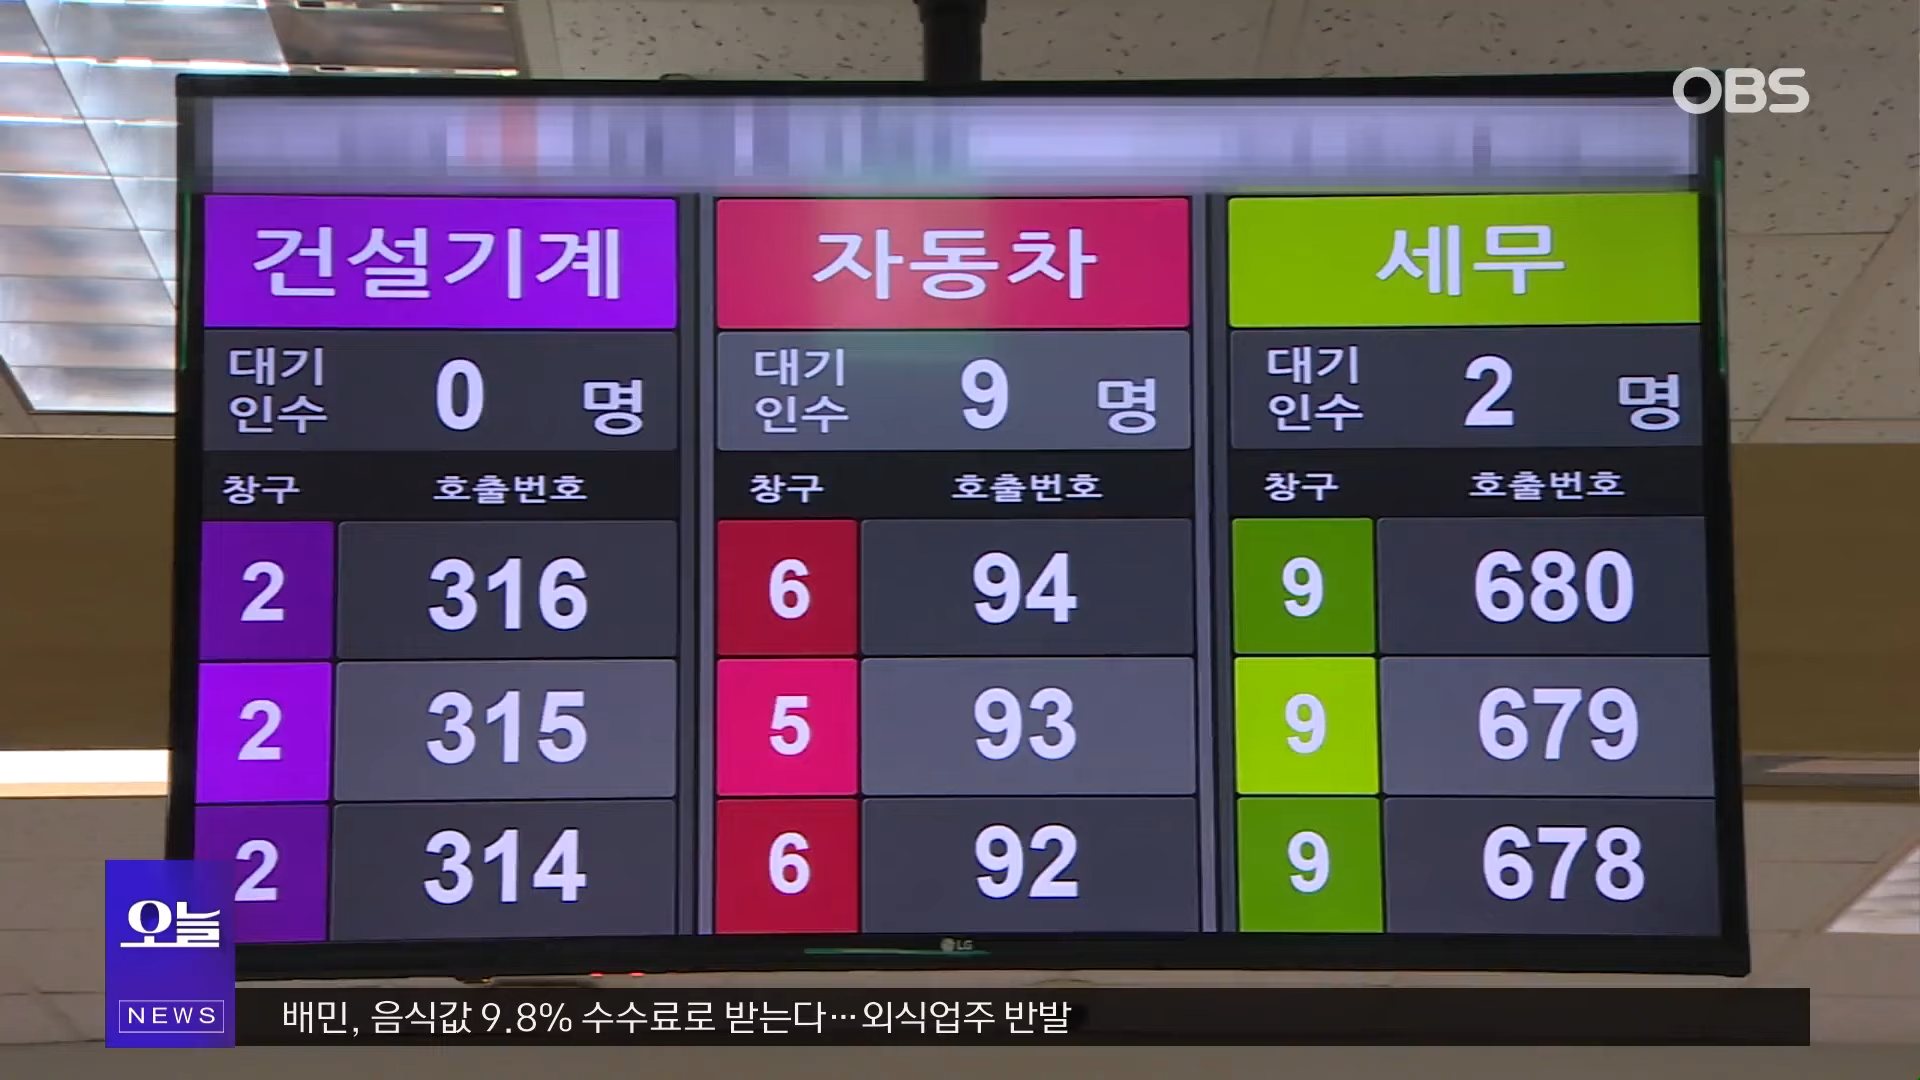 OBS
건설기계 자동차 세무
대기 인수 0 명 대기 인수 9 명 대기 인수 2 명
창구 호출번호 창구 호출번호 창구 호출번호
2 316 6 94 9 680
2 315 5 93 9 679
2 314 6 92 9 678
LG
오늘
NEWS
배민, 음식값 9.8% 수수료로 받는다…외식업주 반발